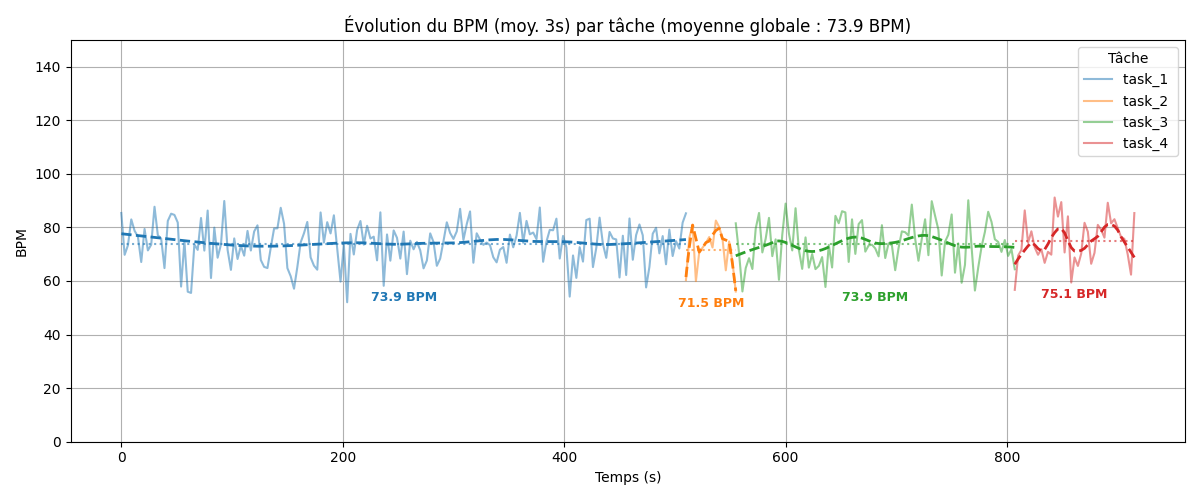 Évolution du BPM (moy. 3s) par tâche (moyenne globale : 73.9 BPM)
Tâche
task_1
task_2
task_3
task_4
BPM
140
120
100
80
60
40
20
0
73.9 BPM
71.5 BPM
73.9 BPM
75.1 BPM
0
200
400
600
800
Temps (s)